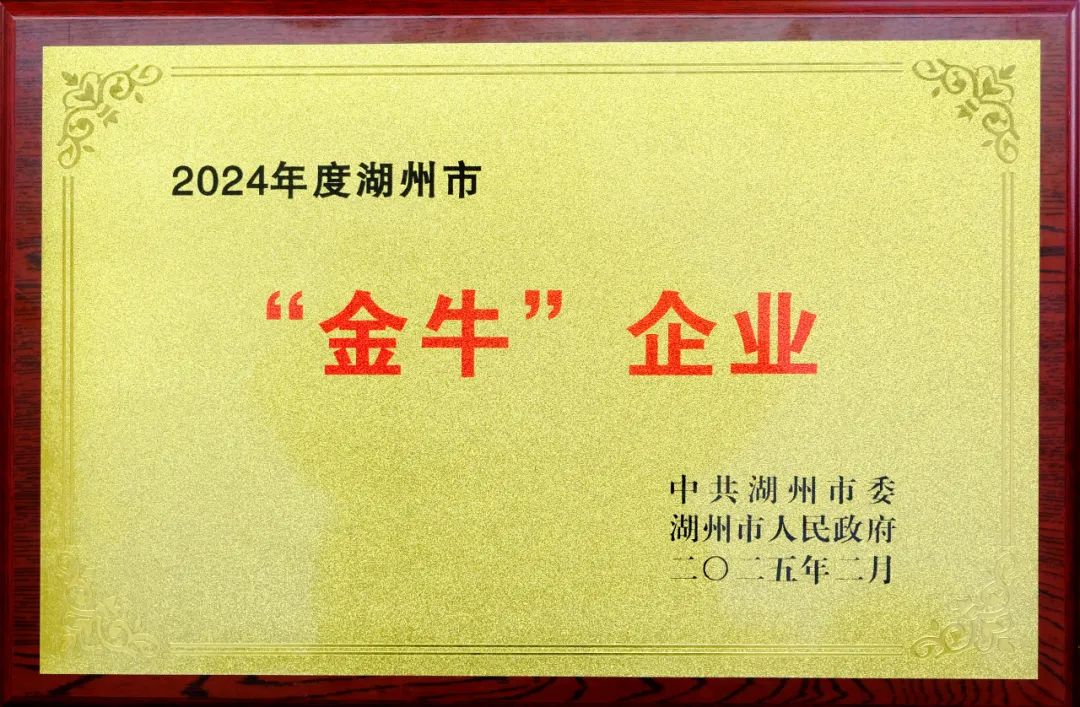 2024年度湖州市
“金牛”企业
中共湖州市委
湖州市人民政府
二〇二五年二月